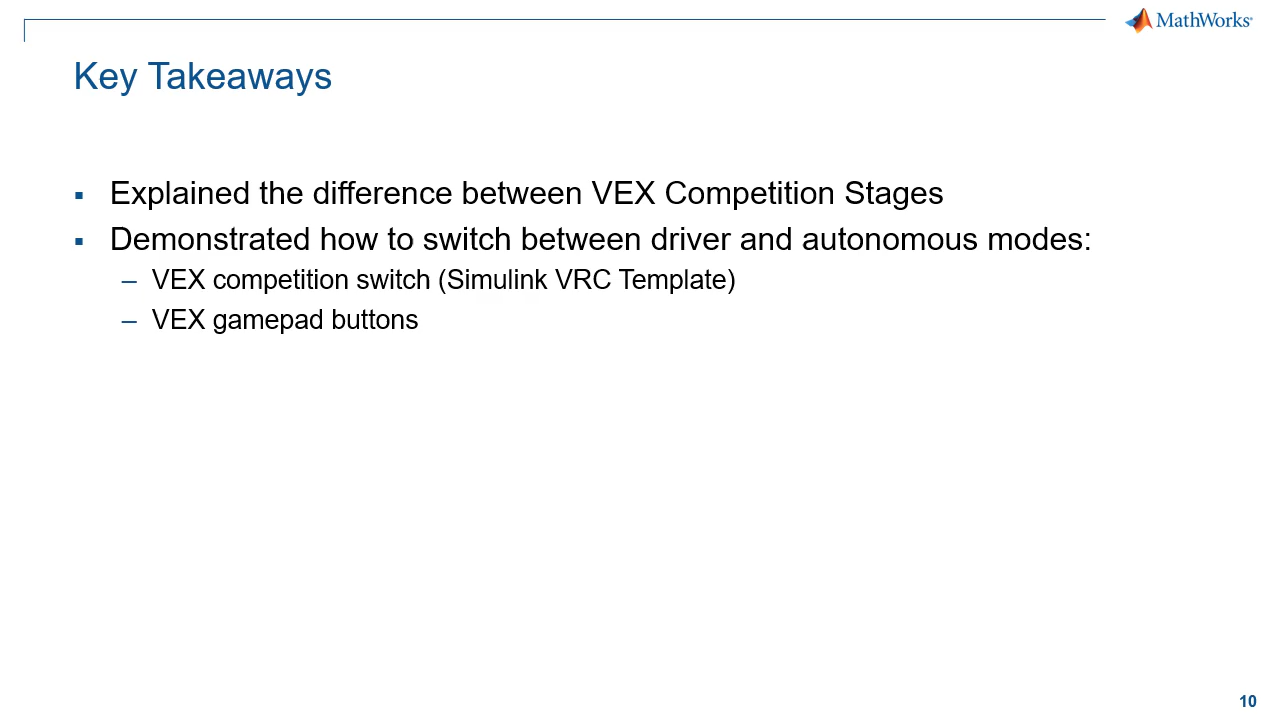 MathWorks
Key Takeaways
▪ Explained the difference between VEX Competition Stages
▪ Demonstrated how to switch between driver and autonomous modes:
– VEX competition switch (Simulink VRC Template)
– VEX gamepad buttons
10